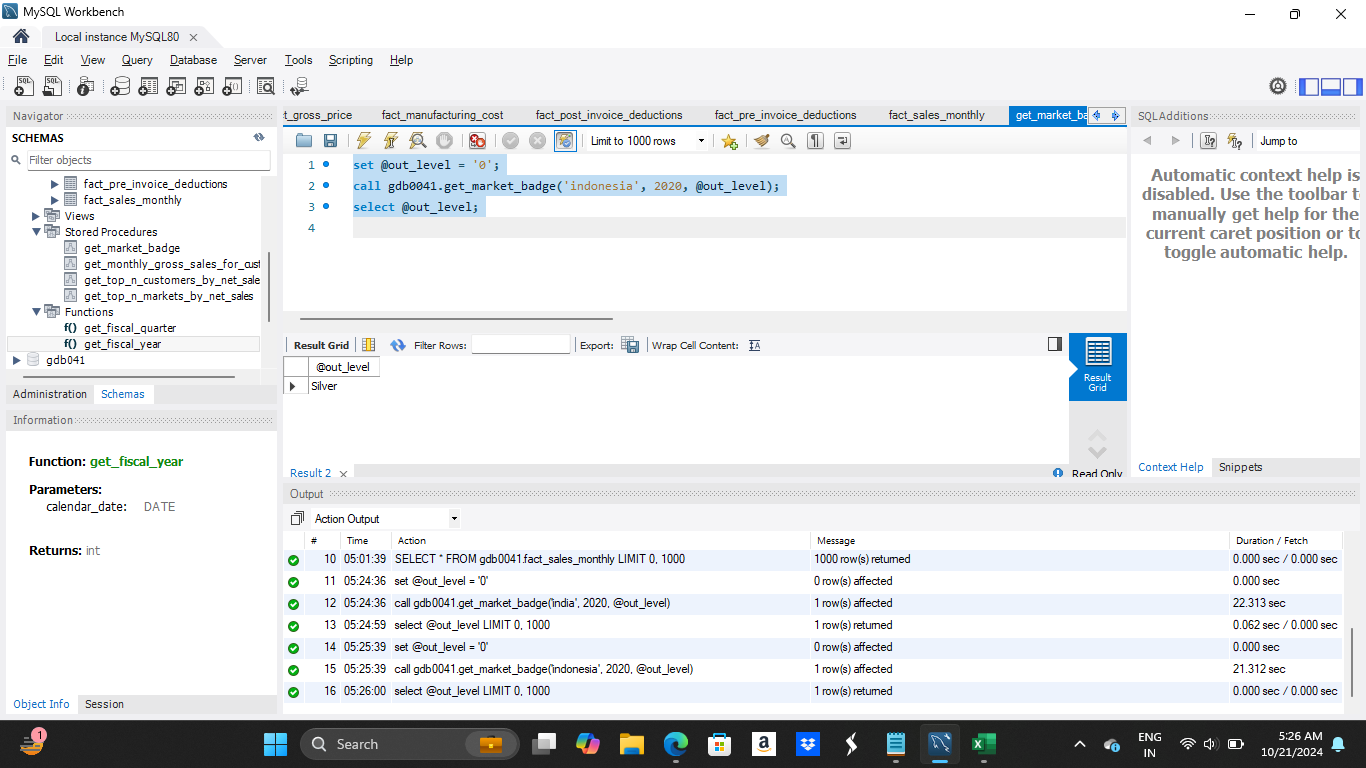 MySQL Workbench
Local instance MySQL80
File Edit View Query Database Server Tools Scripting Help
Navigator
SCHEMAS
Filter objects
fact_pre_invoice_deductions
fact_sales_monthly
Views
Stored Procedures
get_market_badge
get_monthly_gross_sales_for_cust
get_top_n_customers_by_net_sale
get_top_n_markets_by_net_sales
Functions
f() get_fiscal_quarter
f() get_fiscal_year
gdb041
Administration Schemas
Information
Function: get_fiscal_year
Parameters:
calendar_date: DATE
Returns: int
Object Info Session
t_gross_price fact_manufacturing_cost fact_post_invoice_deductions fact_pre_invoice_deductions fact_sales_monthly get_market_ba
Limit to 1000 rows
1 set @out_level = '0';
2 call gdb0041.get_market_badge('indonesia', 2020, @out_level);
3 select @out_level;
4
Result Grid Filter Rows: Export: Wrap Cell Content:
@out_level
Silver
Result Grid
Result 2
Read Only
SQLAdditions
Jump to
Automatic context help is
disabled. Use the toolbar t
manually get help for the
current caret position or to
toggle automatic help.
Context Help Snippets
Output
Action Output
# Time Action Message Duration / Fetch
10 05:01:39 SELECT * FROM gdb0041.fact_sales_monthly LIMIT 0, 1000 1000 row(s) returned 0.000 sec / 0.000 sec
11 05:24:36 set @out_level = '0' 0 row(s) affected 0.000 sec
12 05:24:36 call gdb0041.get_market_badge('india', 2020, @out_level) 1 row(s) affected 22.313 sec
13 05:24:59 select @out_level LIMIT 0, 1000 1 row(s) returned 0.062 sec / 0.000 sec
14 05:25:39 set @out_level = '0' 0 row(s) affected 0.000 sec
15 05:25:39 call gdb0041.get_market_badge('indonesia', 2020, @out_level) 1 row(s) affected 21.312 sec
16 05:26:00 select @out_level LIMIT 0, 1000 1 row(s) returned 0.000 sec / 0.000 sec
1
Search
a
ENG
IN
5:26 AM
10/21/2024